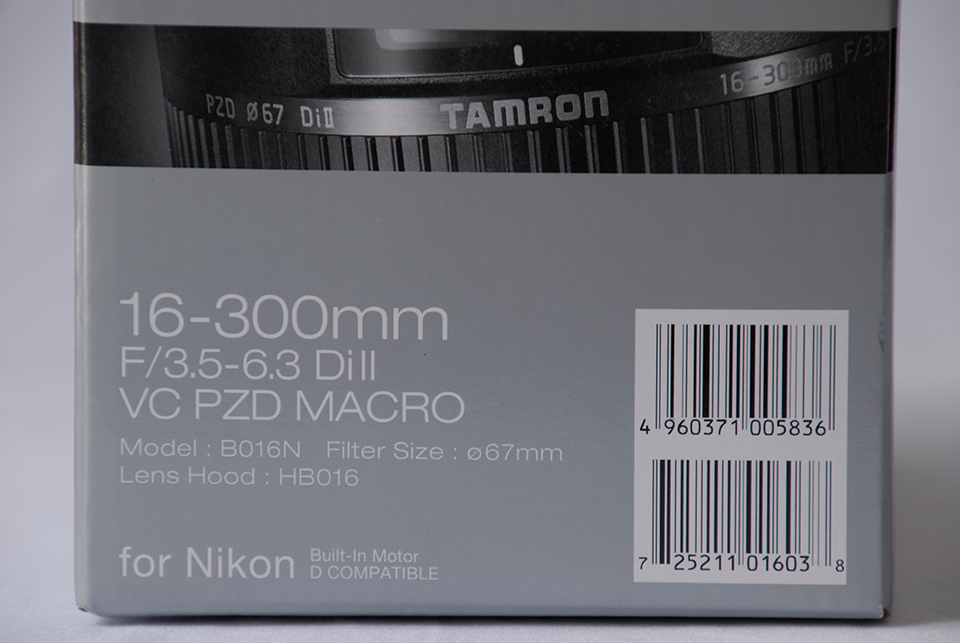 PZD ø67 DiII TAMRON 16-300mm F/3.5
16-300mm
F/3.5-6.3 Di II
VC PZD MACRO
Model : B016N Filter Size : ø67mm
Lens Hood : HB016
for Nikon Built-In Motor
D COMPATIBLE
4 960371 005836
7 25211 01603 8